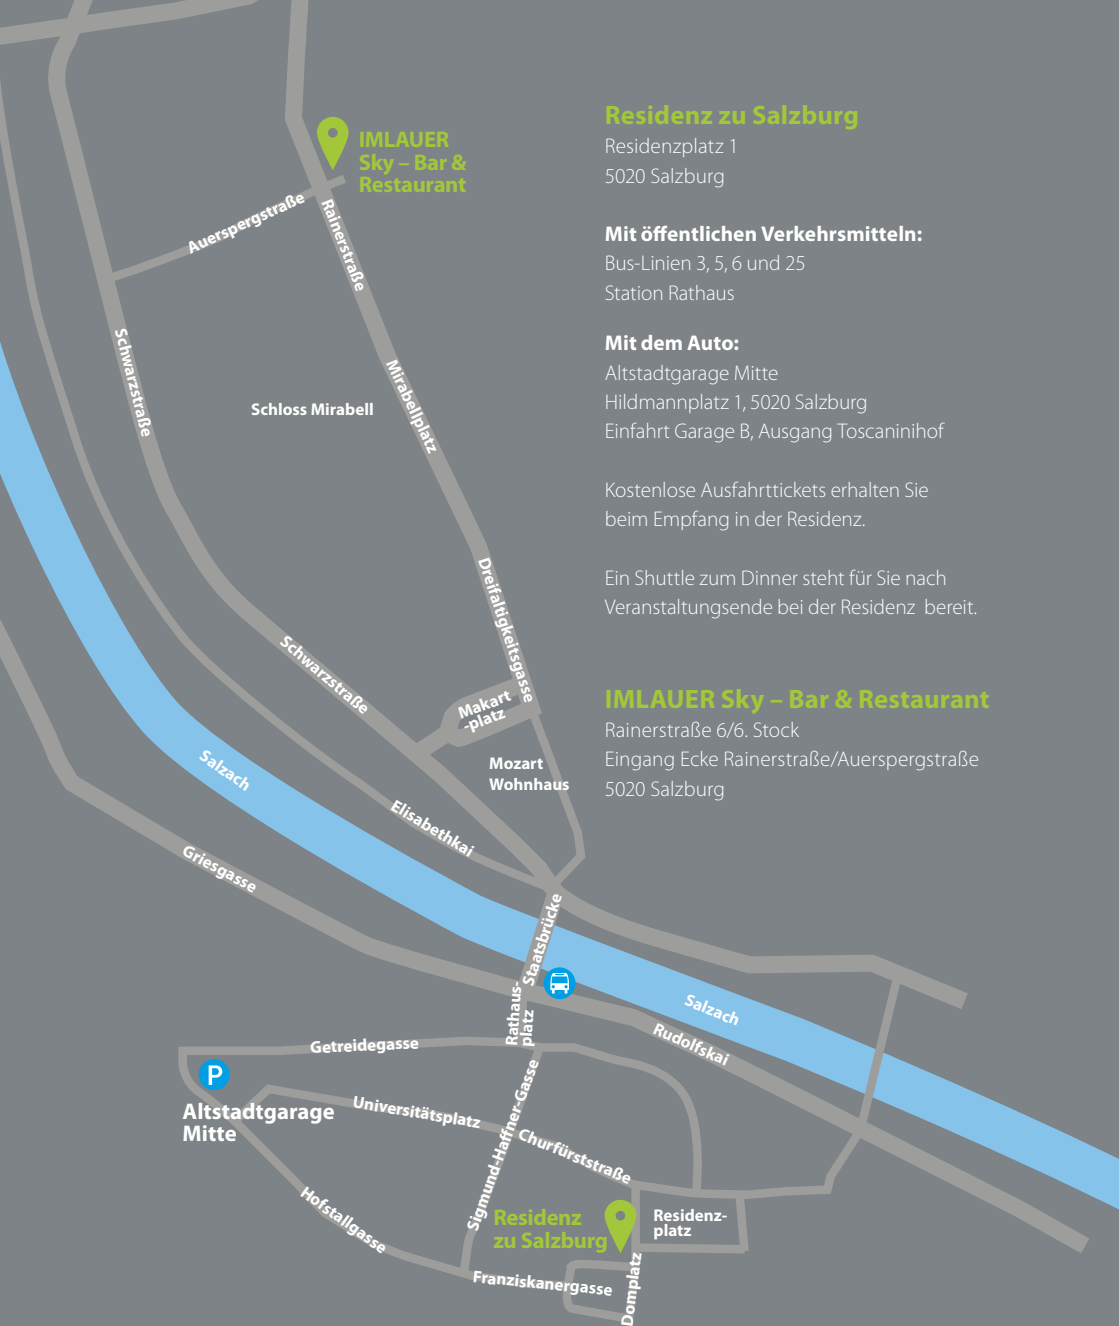 Residenz zu Salzburg
Residenzplatz 1
5020 Salzburg
Mit öffentlichen Verkehrsmitteln:
Bus-Linien 3, 5, 6 und 25
Station Rathaus
Mit dem Auto:
Altstadtgarage Mitte
Hildmannplatz 1, 5020 Salzburg
Einfahrt Garage B, Ausgang Toscaninihof
Kostenlose Ausfahrttickets erhalten Sie
beim Empfang in der Residenz.
Ein Shuttle zum Dinner steht für Sie nach
Veranstaltungsende bei der Residenz bereit.
IMLAUER Sky – Bar & Restaurant
Rainerstraße 6/6. Stock
Eingang Ecke Rainerstraße/Auerspergstraße
5020 Salzburg
IMLAUER
Sky – Bar &
Restaurant
Auerspergstraße
Rainerstraße
Schwarzstraße
Schloss Mirabell
Mirabellplatz
Dreifaltigkeitsgasse
Schwarzstraße
Makart
-platz
Mozart
Wohnhaus
Salzach
Elisabethkai
Griesgasse
Staatsbrücke
Rathaus-
platz
Salzach
Rudolfskai
Getreidegasse
P
Altstadtgarage
Mitte
Universitätsplatz
Sigmund-Haffner-Gasse
Churfürststraße
Hofstallgasse
Residenz
zu Salzburg
Residenz-
platz
Franziskanergasse
Domplatz